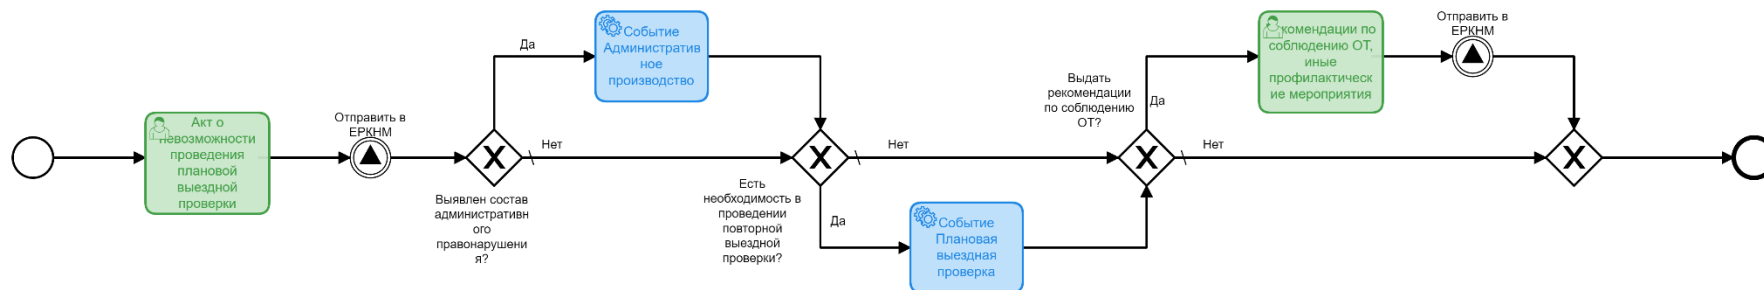 Акт о
невозможности
проведения
плановой
выездной
проверки
Отправить в
ЕРКНМ
Выявлен состав
административн
ого
правонарушени
я?
Да
Нет
Событие
Административ
ное
производство
Есть
необходимость в
проведении
повторной
выездной
проверки?
Нет
Да
Событие
Плановая
выездная
проверка
Выдать
рекомендации
по соблюдению
ОТ?
Да
Нет
комендации по
соблюдению ОТ,
иные
профилактическ
ие мероприятия
Отправить в
ЕРКНМ